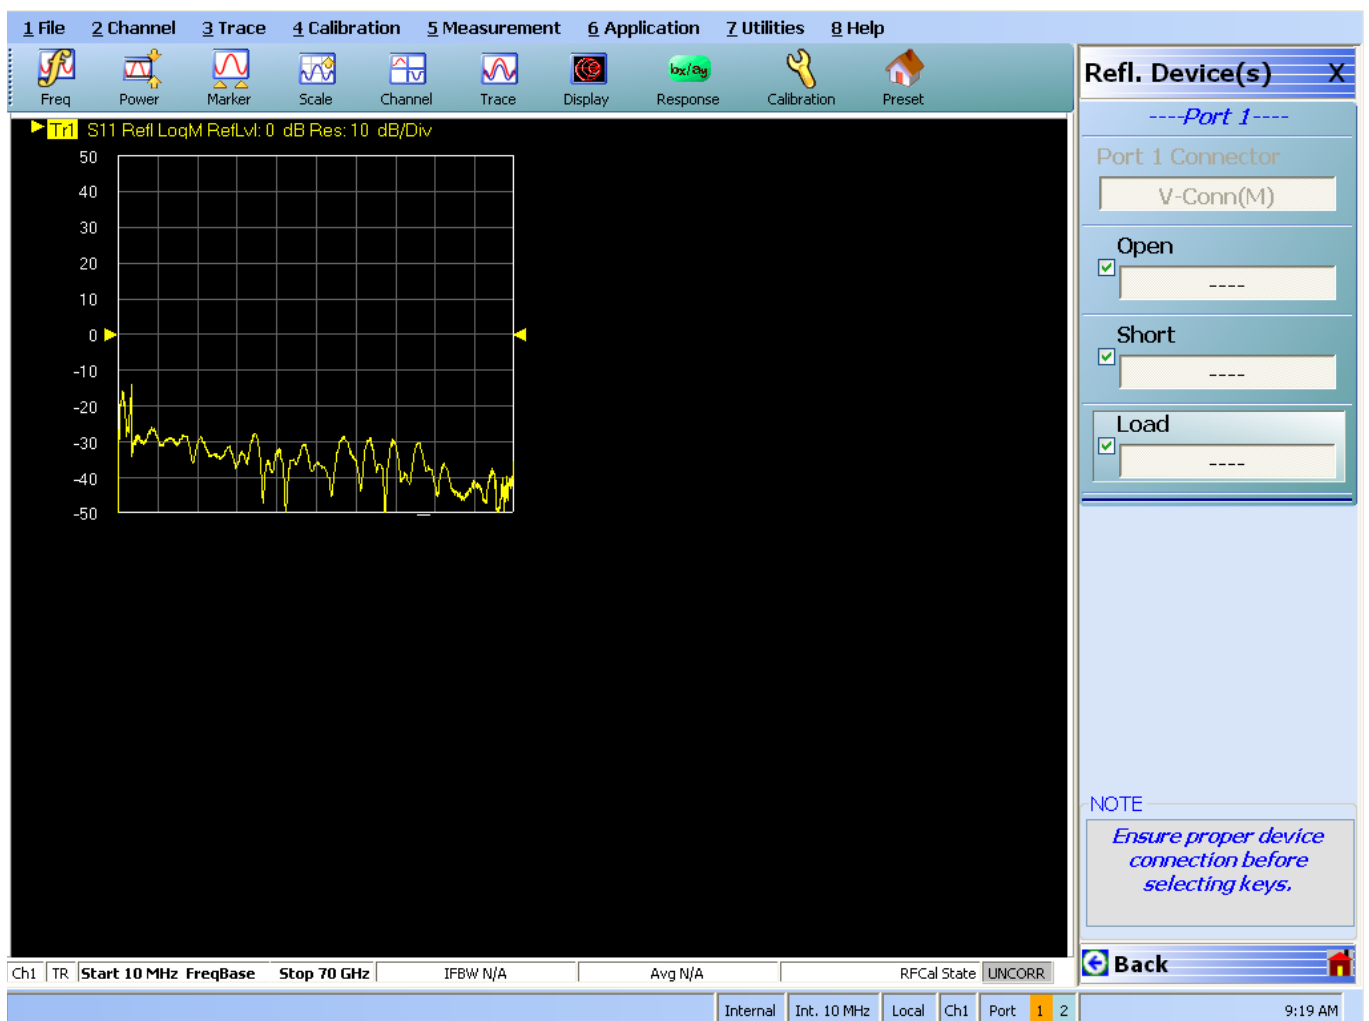 1 File 2 Channel 3 Trace 4 Calibration 5 Measurement 6 Application 7 Utilities 8 Help
Freq Power Marker Scale Channel Trace Display bx/ay Response Calibration Preset
Tr1 S11 Refl LogM RefLvl: 0 dB Res: 10 dB/Div
50
40
30
20
10
0
-10
-20
-30
-40
-50
Refl. Device(s) X
----Port 1----
Port 1 Connector
V-Conn(M)
Open
----
Short
----
Load
----
NOTE
Ensure proper device
connection before
selecting keys.
Back
Ch1 TR Start 10 MHz FreqBase Stop 70 GHz IFBW N/A Avg N/A RFCal State UNCORR
Internal Int. 10 MHz Local Ch1 Port 1 2 9:19 AM